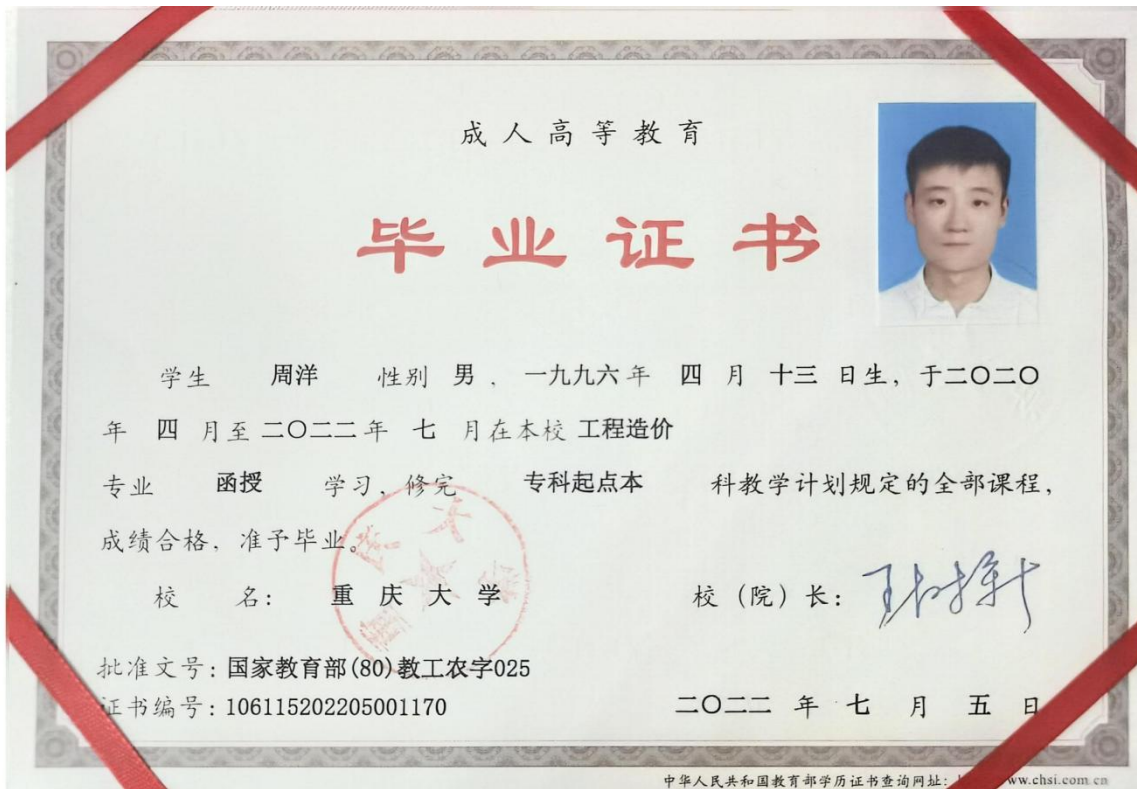 成人高等教育
毕业证书
学生 周洋 性别 男 ，一九九六年 四 月 十三 日生，于二〇二〇
年 四 月至 二〇二二年 七 月在本校 工程造价
专业 函授 学习，修完 专科起点本 科教学计划规定的全部课程，
成绩合格，准予毕业。
校 名： 重 庆 大 学 校（院）长：
批准文号：国家教育部(80)教工农字025
证书编号：106115202205001170 二〇二二 年 七 月 五 日
中华人民共和国教育部学历证书查询网址： ww.chsi.com.cn